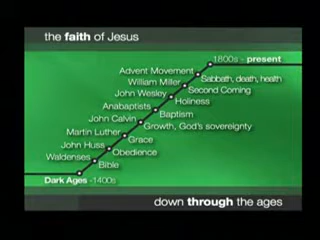 the faith of Jesus
1800s - present
Advent Movement
Sabbath, death, health
William Miller
Second Coming
John Wesley
Holiness
Anabaptists
Baptism
John Calvin
Growth, God's sovereignty
Martin Luther
Grace
John Huss
Obedience
Waldenses
Bible
Dark Ages -1400s
down through the ages